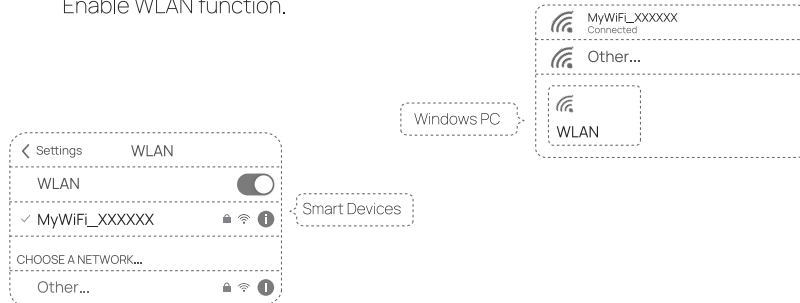 Enable WLAN function.
MyWiFi_XXXXXX
Connected
Other...
WLAN
Windows PC
Settings WLAN
WLAN
MyWiFi_XXXXXX
CHOOSE A NETWORK...
Other...
Smart Devices